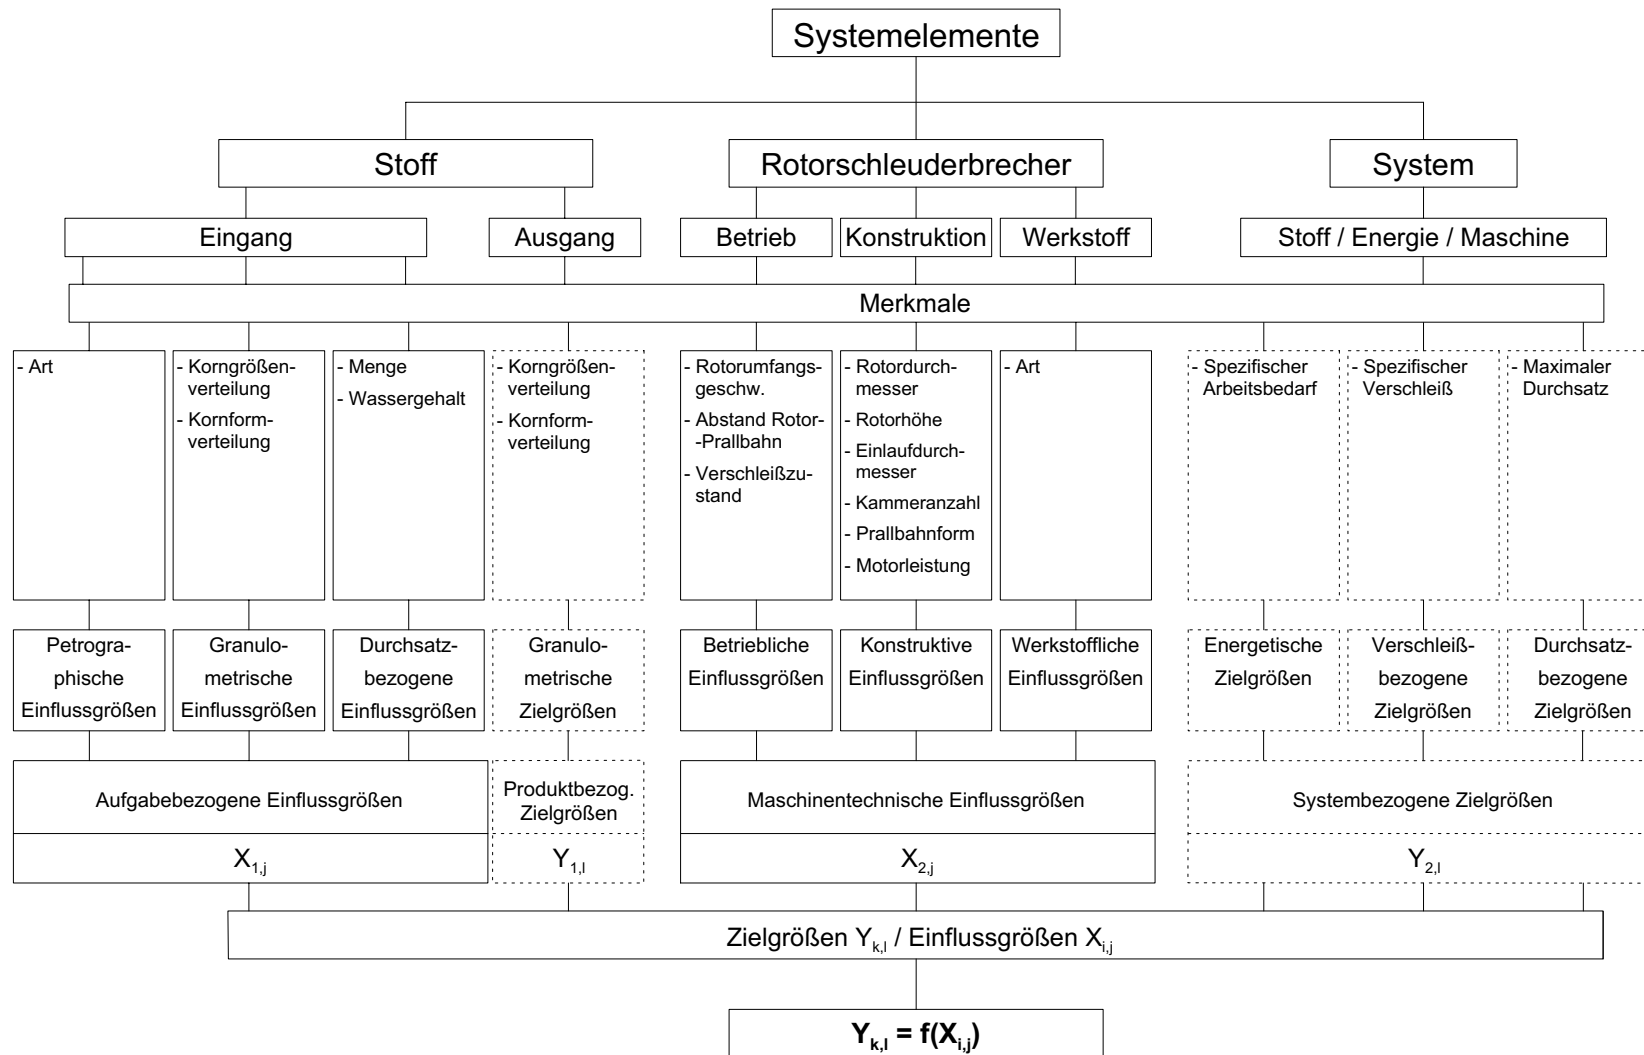 Systemelemente
Stoff
Rotorschleuderbrecher
System
Eingang
Ausgang
Betrieb
Konstruktion
Werkstoff
Stoff / Energie / Maschine
Merkmale
- Art
- Korngrößen-
verteilung
- Kornform-
verteilung
- Menge
- Wassergehalt
- Korngrößen-
verteilung
- Kornform-
verteilung
- Rotorumfangs-
geschw.
- Abstand Rotor-
-Prallbahn
- Verschleißzu-
stand
- Rotordurch-
messer
- Rotorhöhe
- Einlaufdurch-
messer
- Kammeranzahl
- Prallbahnform
- Motorleistung
- Art
- Spezifischer
Arbeitsbedarf
- Spezifischer
Verschleiß
- Maximaler
Durchsatz
Petrogra-
phische
Einflussgrößen
Granulo-
metrische
Einflussgrößen
Durchsatz-
bezogene
Einflussgrößen
Granulo-
metrische
Zielgrößen
Betriebliche
Einflussgrößen
Konstruktive
Einflussgrößen
Werkstoffliche
Einflussgrößen
Energetische
Zielgrößen
Verschleiß-
bezogene
Zielgrößen
Durchsatz-
bezogene
Zielgrößen
Aufgabebezogene Einflussgrößen
Produktbezog.
Zielgrößen
Maschinentechnische Einflussgrößen
Systembezogene Zielgrößen
X1,j
Y1,l
X2,j
Y2,l
Zielgrößen Yk,l / Einflussgrößen Xi,j
Yk,l = f(Xi,j)